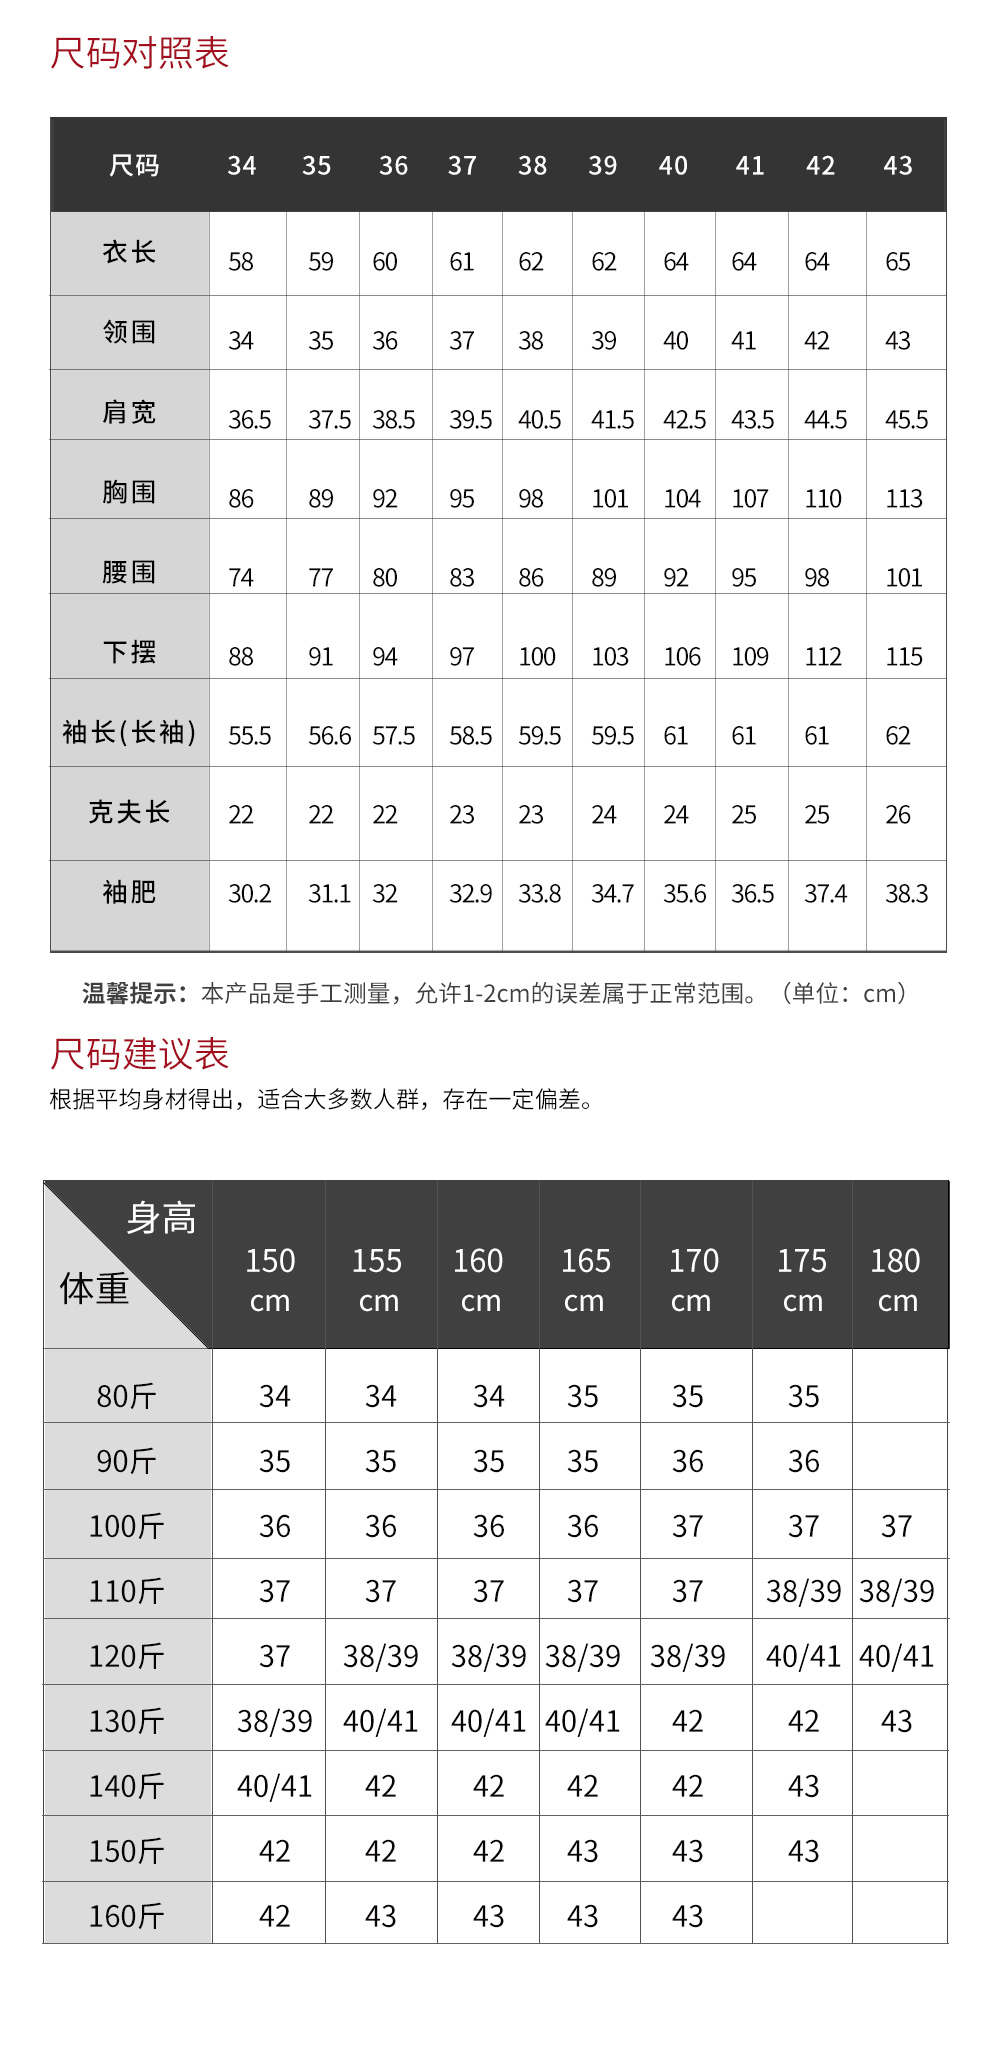 尺码对照表
尺码 34 35 36 37 38 39 40 41 42 43
衣长 58 59 60 61 62 62 64 64 64 65
领围 34 35 36 37 38 39 40 41 42 43
肩宽 36.5 37.5 38.5 39.5 40.5 41.5 42.5 43.5 44.5 45.5
胸围 86 89 92 95 98 101 104 107 110 113
腰围 74 77 80 83 86 89 92 95 98 101
下摆 88 91 94 97 100 103 106 109 112 115
袖长(长袖) 55.5 56.6 57.5 58.5 59.5 59.5 61 61 61 62
克夫长 22 22 22 23 23 24 24 25 25 26
袖肥 30.2 31.1 32 32.9 33.8 34.7 35.6 36.5 37.4 38.3
温馨提示：本产品是手工测量，允许1-2cm的误差属于正常范围。（单位：cm）
尺码建议表
根据平均身材得出，适合大多数人群，存在一定偏差。
身高
体重
150 155 160 165 170 175 180
cm cm cm cm cm cm cm
80斤 34 34 34 35 35 35
90斤 35 35 35 35 36 36
100斤 36 36 36 36 37 37 37
110斤 37 37 37 37 37 38/39 38/39
120斤 37 38/39 38/39 38/39 38/39 40/41 40/41
130斤 38/39 40/41 40/41 40/41 42 42 43
140斤 40/41 42 42 42 42 43
150斤 42 42 42 43 43 43
160斤 42 43 43 43 43